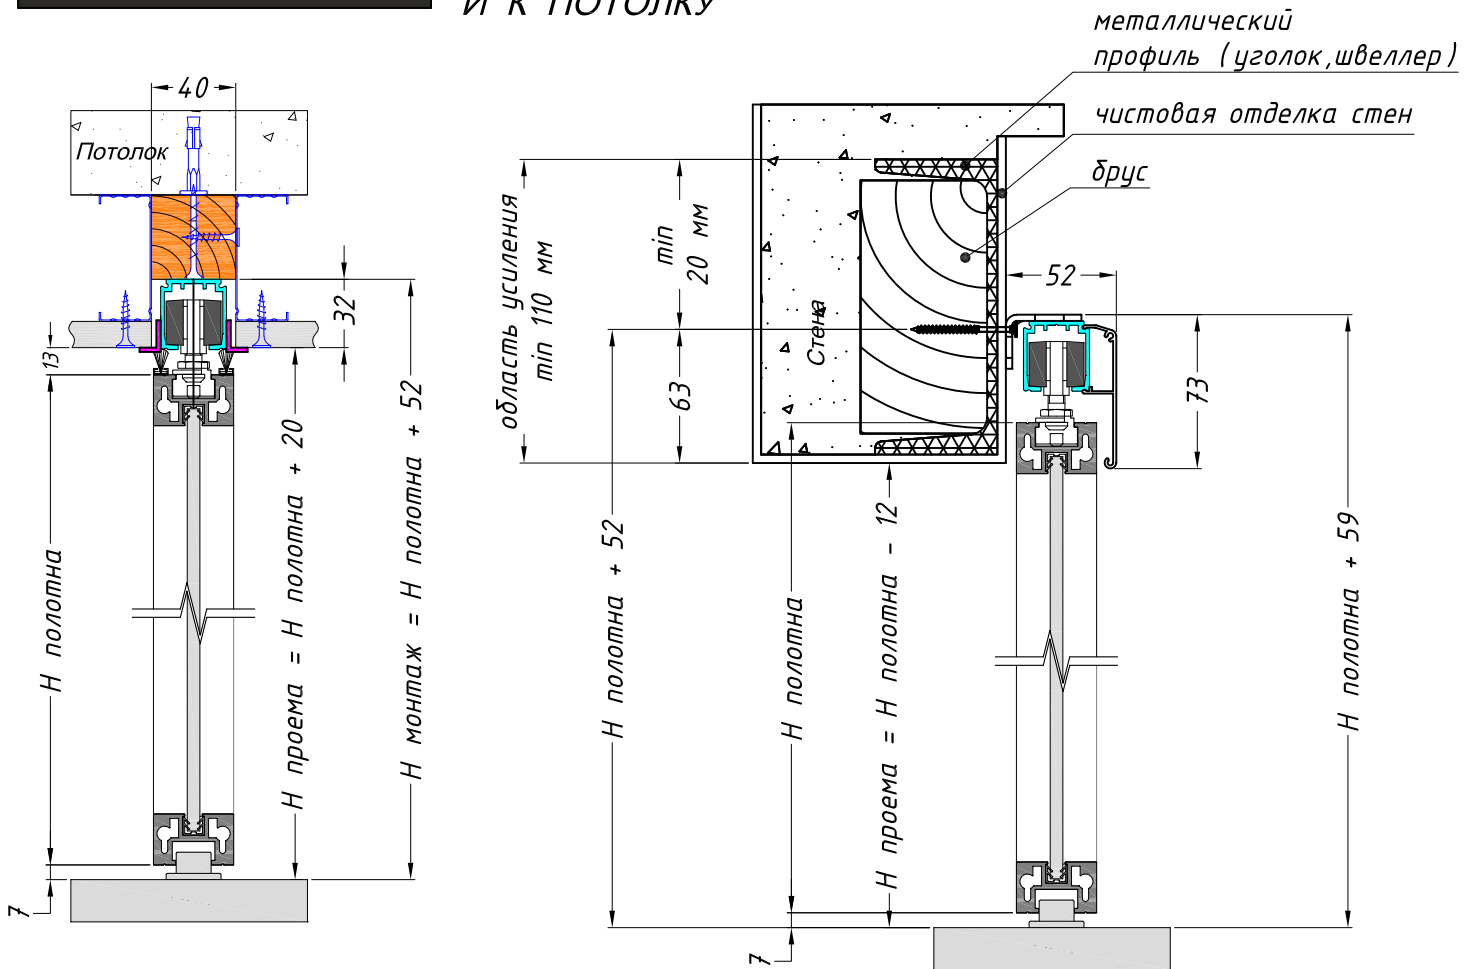 И К ПОТОЛКУ
металлический
профиль (уголок,швеллер)
чистовая отделка стен
брус
40
Потолок
32
13
H полотна
H проема = H полотна + 20
H монтаж = H полотна + 52
7
область усиления
min 110 мм
min
20 мм
63
Стена
52
73
H полотна + 52
H полотна
H проема = H полотна - 12
H полотна + 59
7